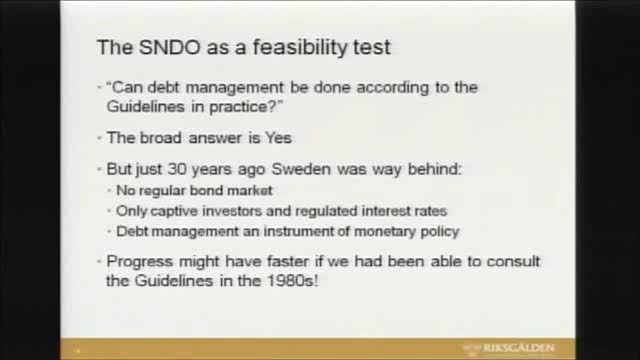 The SNDO as a feasibility test
• "Can debt management be done according to the
Guidelines in practice?"
• The broad answer is Yes
• But just 30 years ago Sweden was way behind:
• No regular bond market
• Only captive investors and regulated interest rates
• Debt management an instrument of monetary policy
• Progress might have faster if we had been able to consult
the Guidelines in the 1980s!
RIKSGÄLDEN